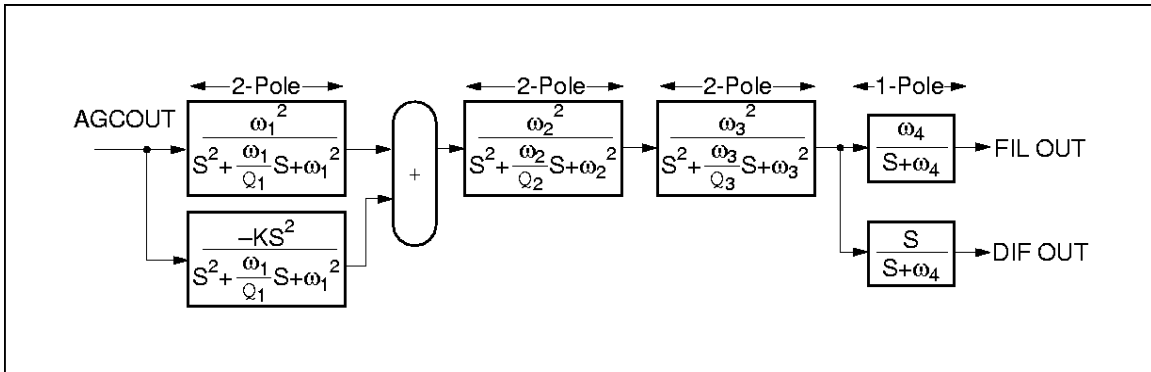 2-Pole 2-Pole 2-Pole 1-Pole
AGCOUT
ω₁²
S²+ ω₁/Q₁ S+ω₁²
+
ω₂²
S²+ ω₂/Q₂ S+ω₂²
ω₃²
S²+ ω₃/Q₃ S+ω₃²
ω₄
S+ω₄
FIL OUT
–KS²
S²+ ω₁/Q₁ S+ω₁²
S
S+ω₄
DIF OUT